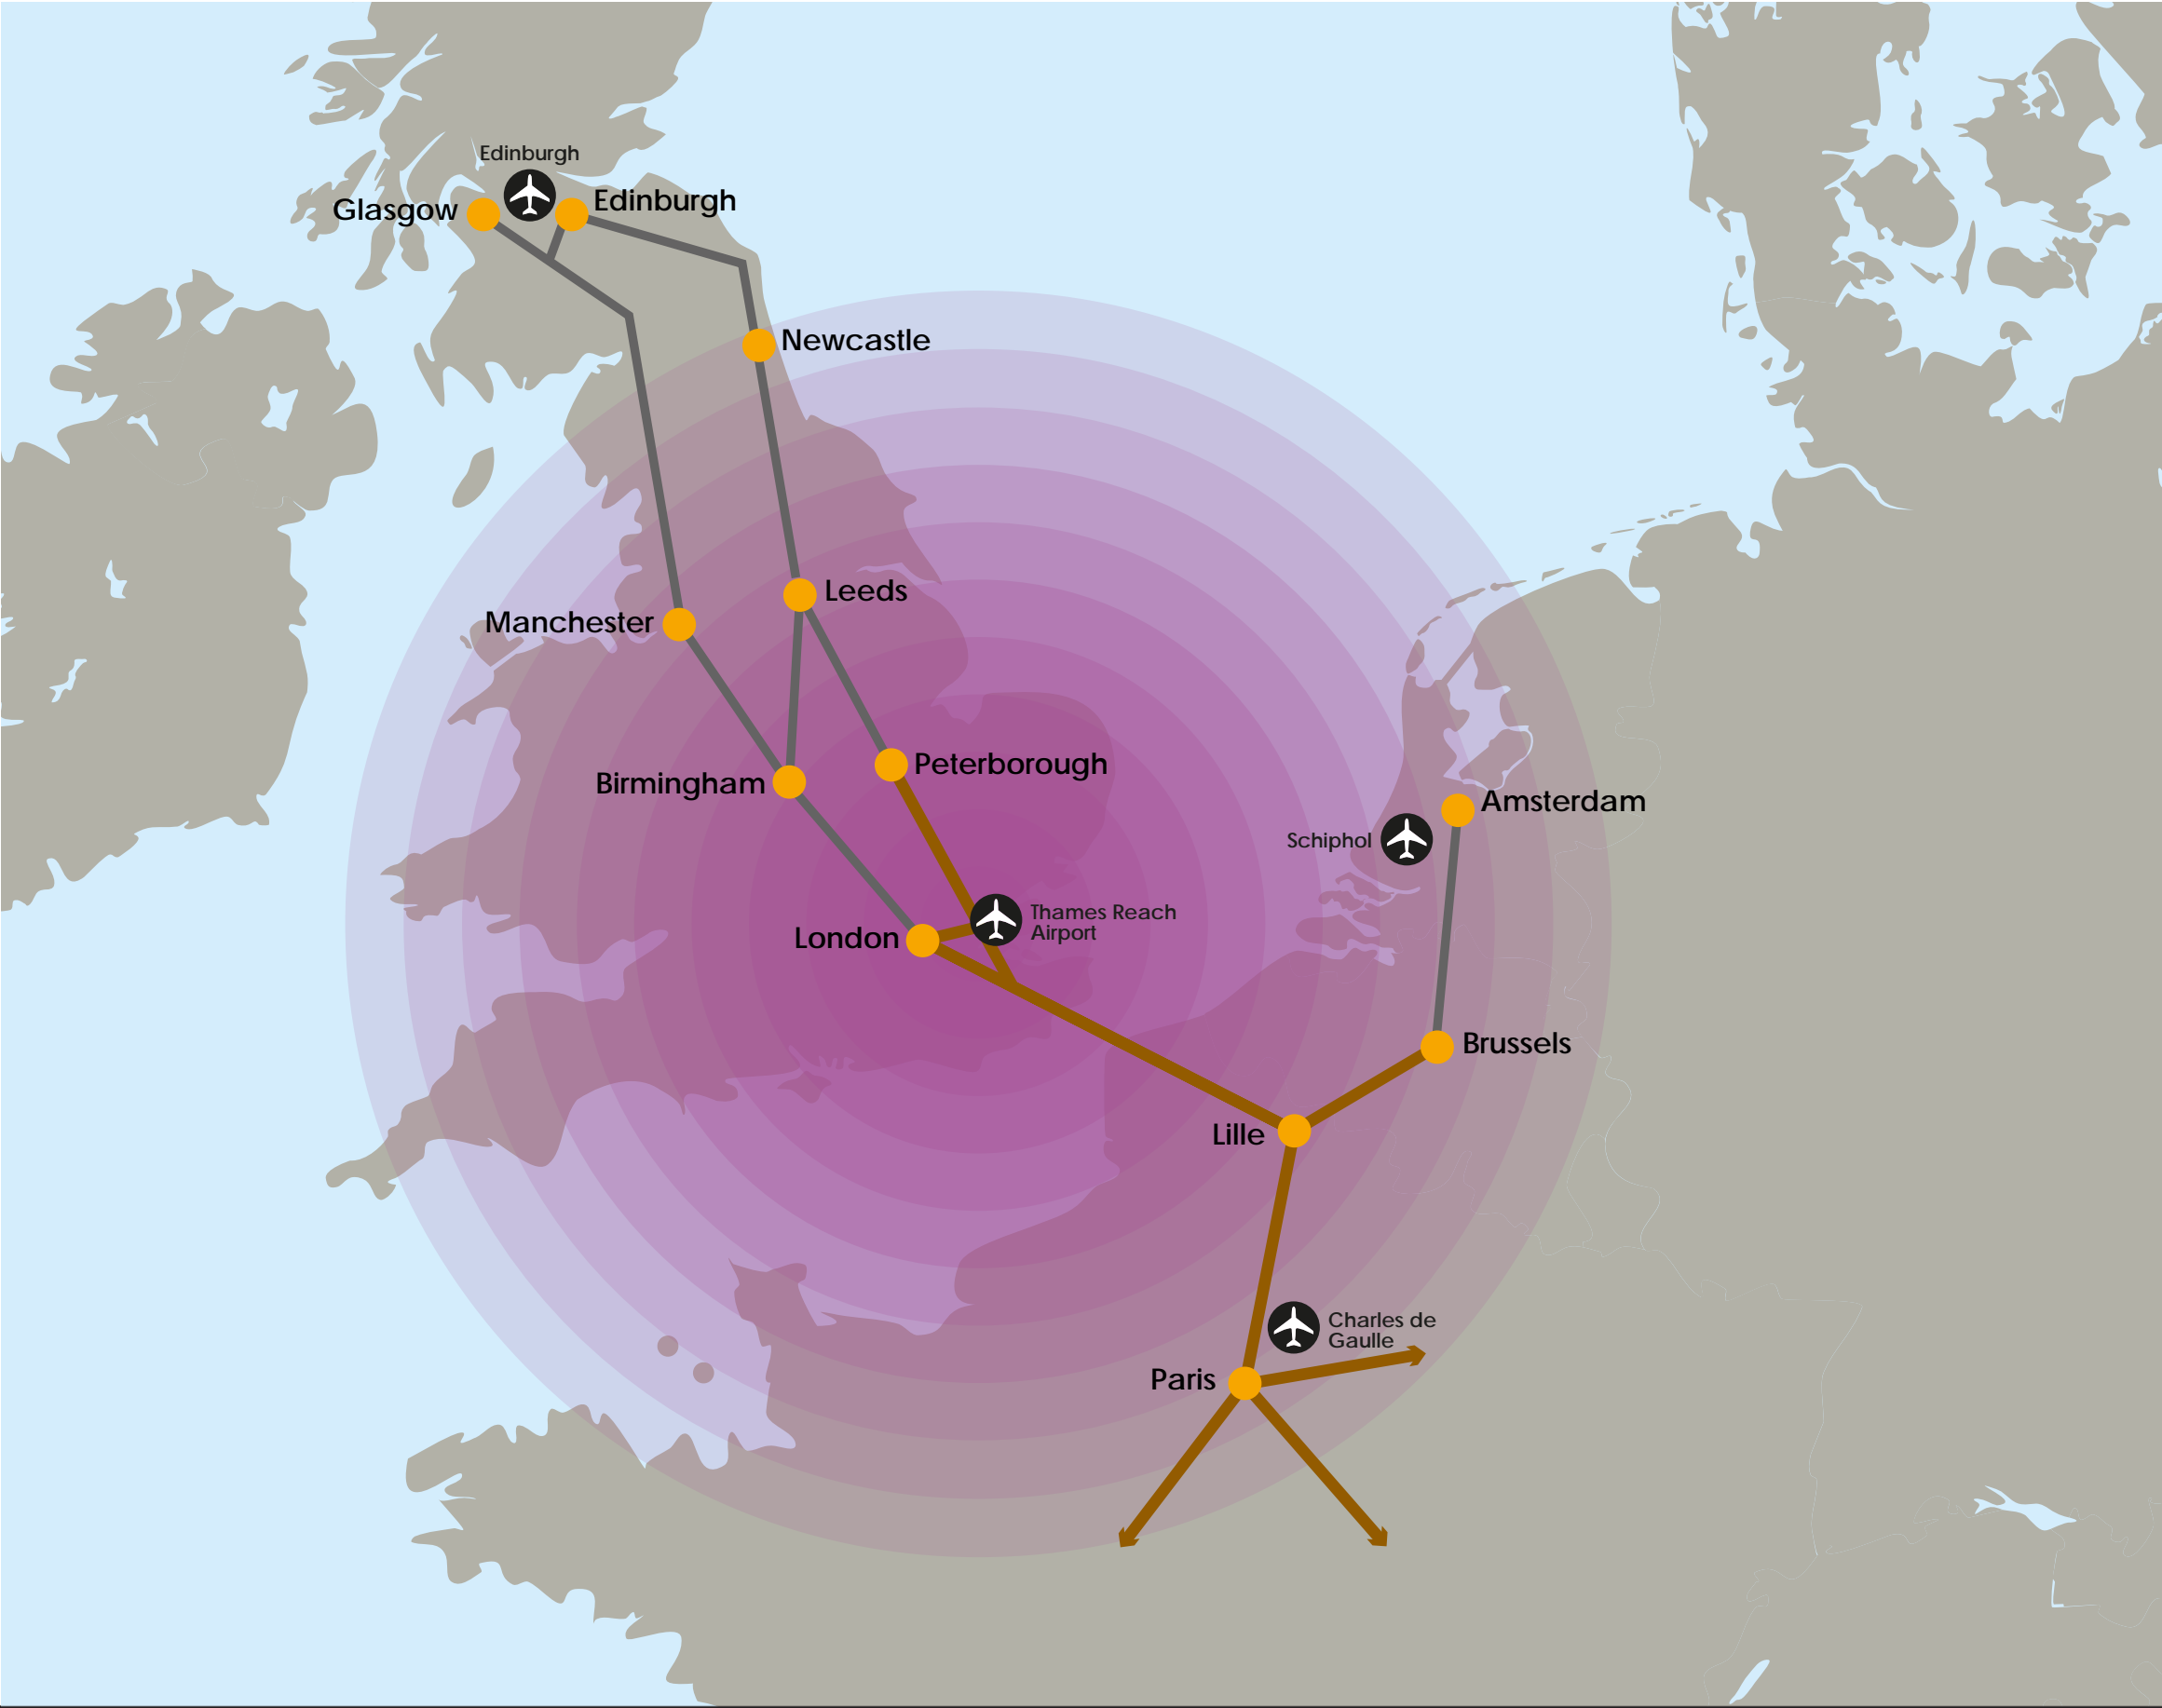 Edinburgh
Edinburgh
Glasgow
Newcastle
Leeds
Manchester
Peterborough
Birmingham
Amsterdam
Schiphol
Thames Reach
Airport
London
Brussels
Lille
Charles de
Gaulle
Paris